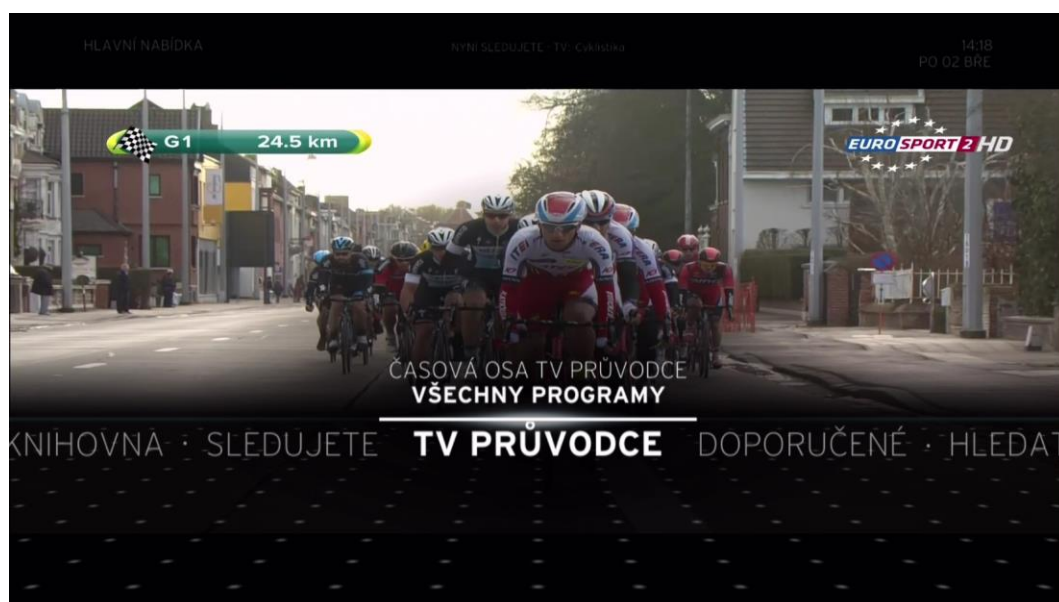 HLAVNÍ NABÍDKA
NYNÍ SLEDUJETE · TV: Cyklistika
14:18
PO 02 BŘE
G1 24.5 km
EUROSPORT 2 HD
ČASOVÁ OSA TV PRŮVODCE
VŠECHNY PROGRAMY
KNIHOVNA · SLEDUJETE TV PRŮVODCE DOPORUČENÉ · HLEDAT